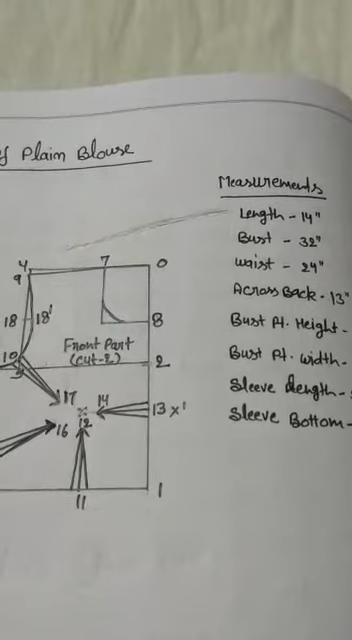 of Plain Blouse
Measurements
Length - 14"
Bust - 32"
Waist - 24"
Across Back - 13"
Bust Pt. Height -
Bust Pt. Width -
Sleeve Length -
Sleeve Bottom -
4 7 0
9
18 18' 8
Front Part
(Cut-2)
10 2
3
17 14 13 x'
16 12
11 1